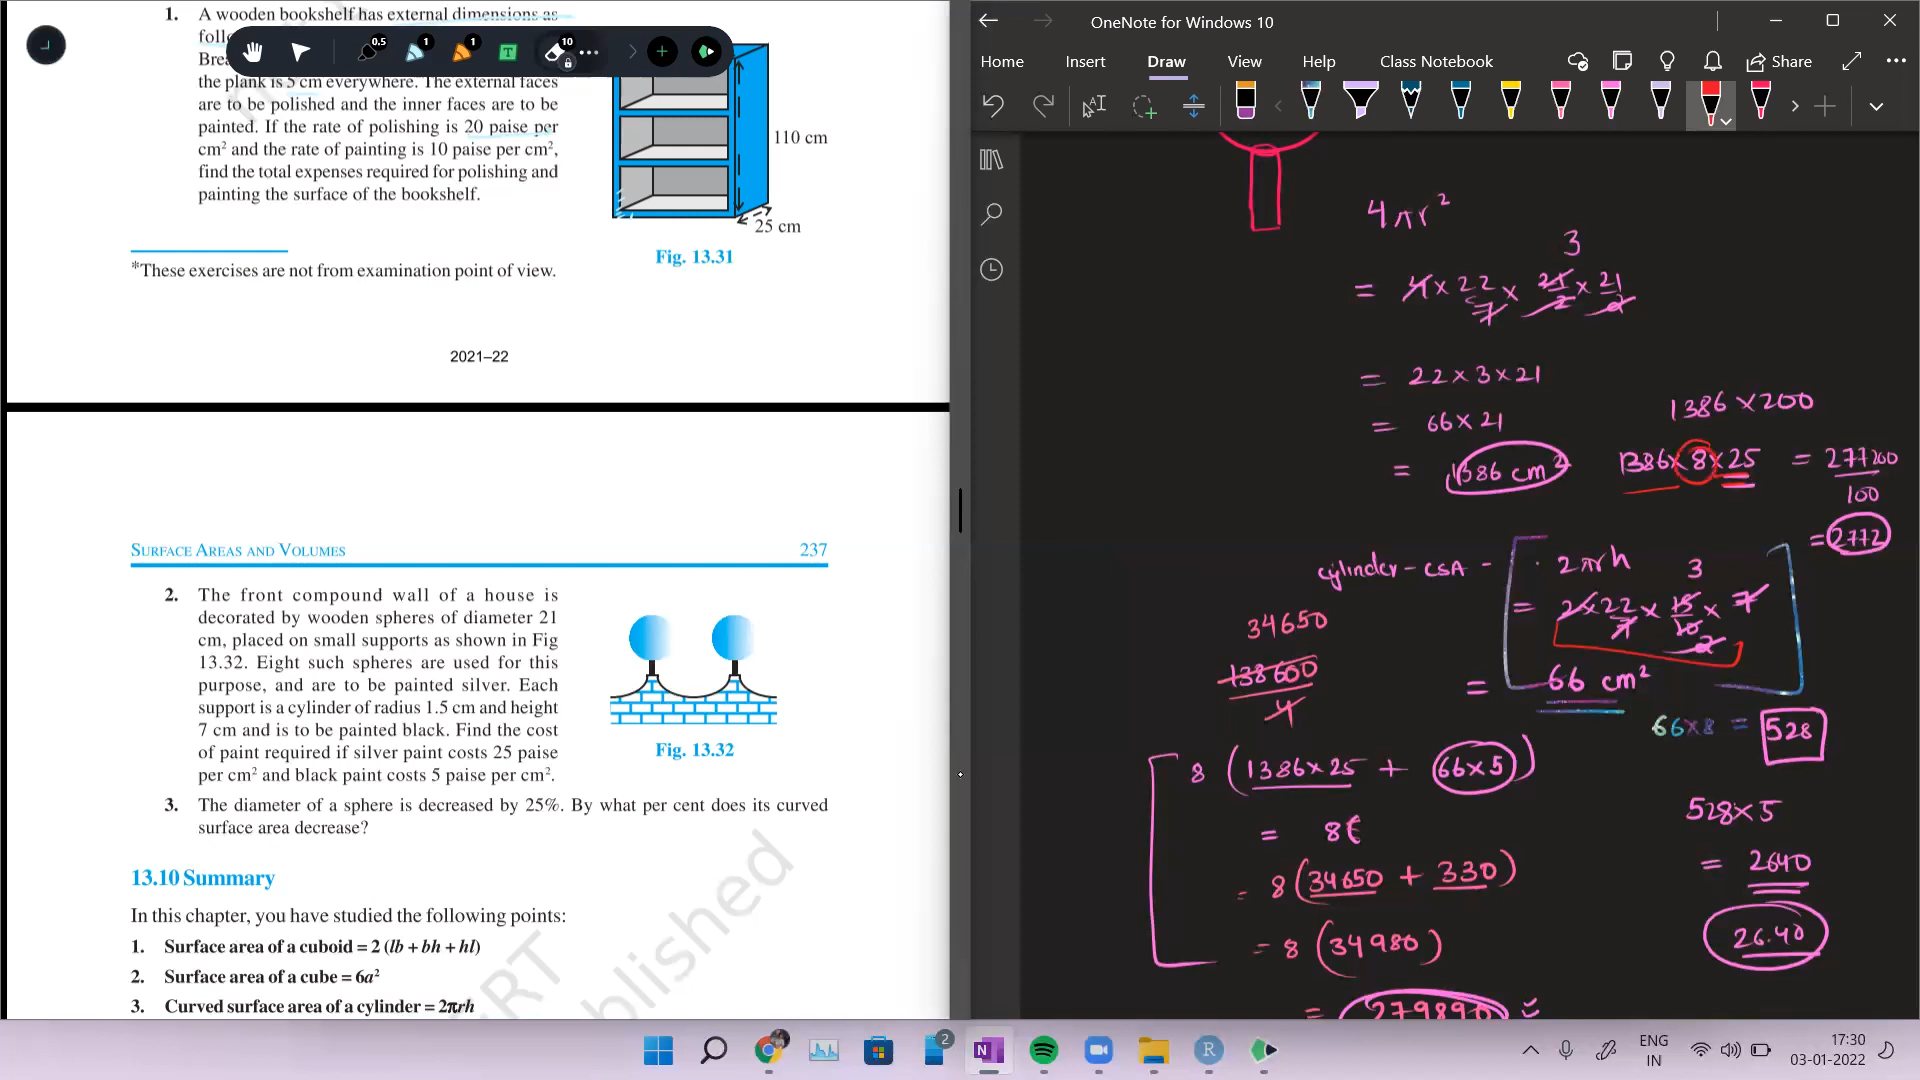 1. A wooden bookshelf has external dimensions as
the plank is 5 cm everywhere. The external faces
are to be polished and the inner faces are to be
painted. If the rate of polishing is 20 paise per
cm² and the rate of painting is 10 paise per cm²,
find the total expenses required for polishing and
painting the surface of the bookshelf.
110 cm
25 cm
Fig. 13.31
*These exercises are not from examination point of view.
2021–22
SURFACE AREAS AND VOLUMES 237
2. The front compound wall of a house is
decorated by wooden spheres of diameter 21
cm, placed on small supports as shown in Fig
13.32. Eight such spheres are used for this
purpose, and are to be painted silver. Each
support is a cylinder of radius 1.5 cm and height
7 cm and is to be painted black. Find the cost
of paint required if silver paint costs 25 paise
per cm² and black paint costs 5 paise per cm².
Fig. 13.32
3. The diameter of a sphere is decreased by 25%. By what per cent does its curved
surface area decrease?
13.10 Summary
In this chapter, you have studied the following points:
1. Surface area of a cuboid = 2 (lb + bh + hl)
2. Surface area of a cube = 6a²
3. Curved surface area of a cylinder = 2πrh
blished
0.5 1 1 T 10
OneNote for Windows 10
Home Insert Draw View Help Class Notebook Share
4πr²
3
= 4 × 22/7 × 21/2 × 21/2
= 22 × 3 × 21
= 66 × 21
= 1386 cm²
1386 × 200
1386 × 8 × 25 = 277200/100
= 2772
cylinder - CSA - 2πrh
3
= 2 × 22/7 × 15/10 × 7
2
= 66 cm²
34650
138600/4
66×8 = 528
8 (1386×25 + 66×5)
= 8(
= 8 (34650 + 330)
= 8 (34980)
= 279890
528×5
= 2640
26.40
2
ENG
IN
17:30
03-01-2022